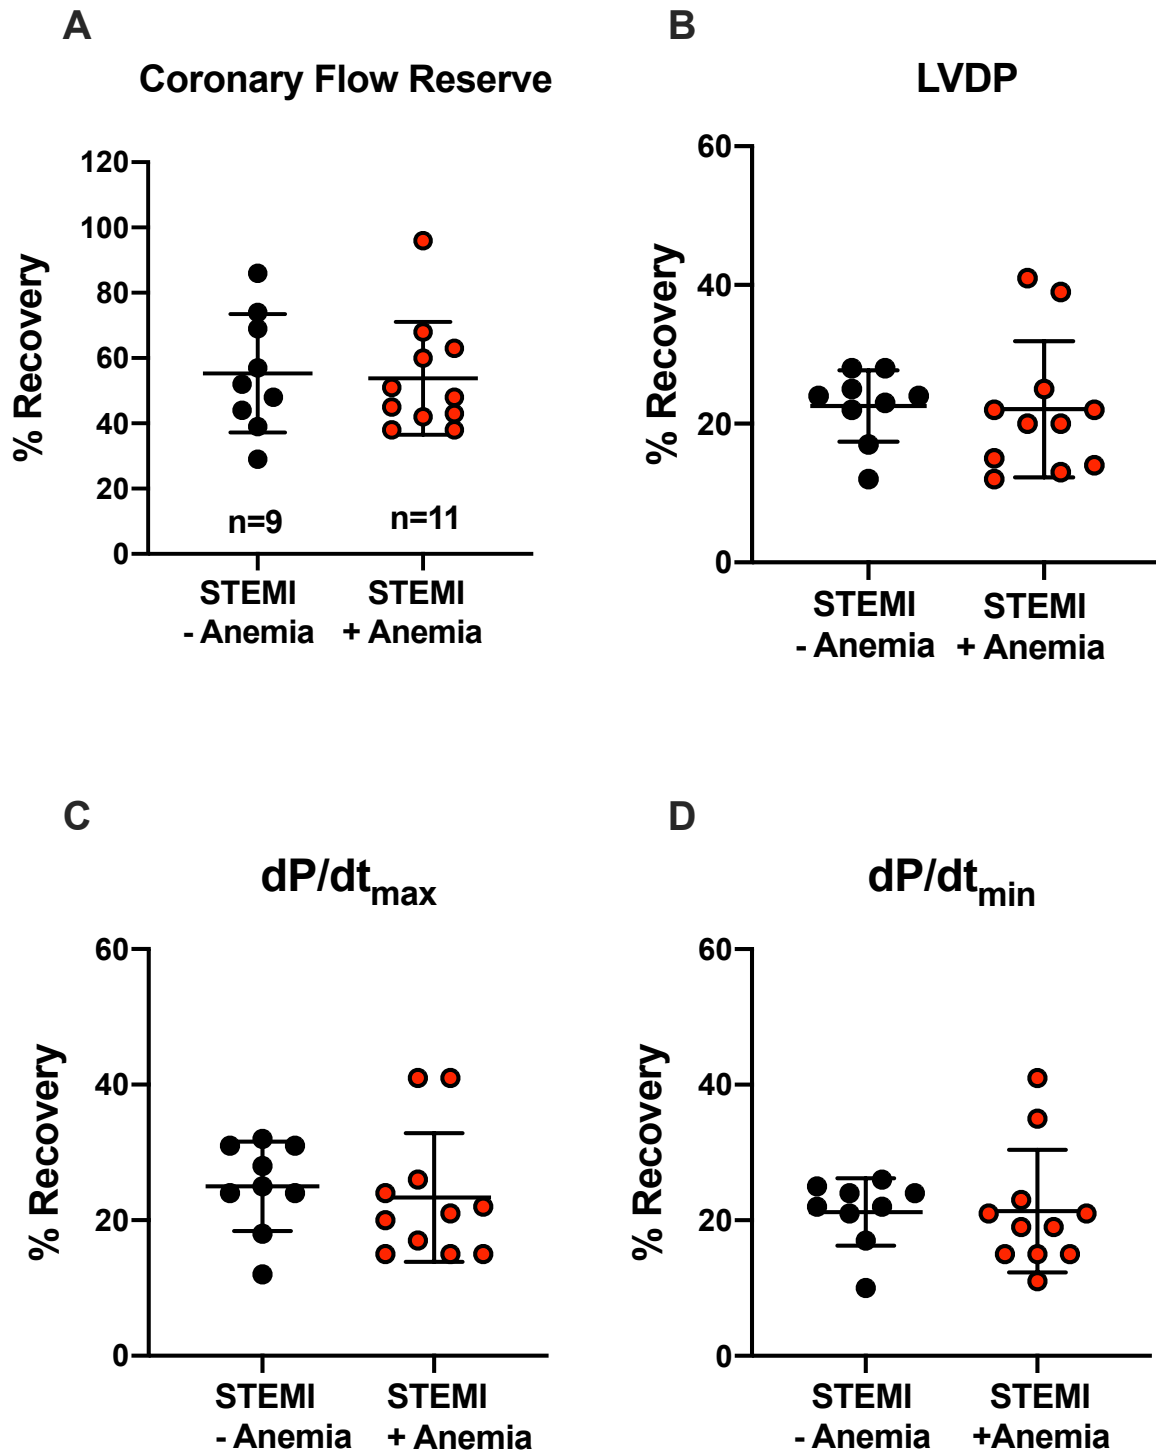 A
Coronary Flow Reserve
% Recovery
120
100
80
60
40
20
0
n=9
n=11
STEMI
- Anemia
STEMI
+ Anemia
B
LVDP
% Recovery
60
40
20
0
STEMI
- Anemia
STEMI
+ Anemia
C
dP/dtmax
% Recovery
60
40
20
0
STEMI
- Anemia
STEMI
+ Anemia
D
dP/dtmin
% Recovery
60
40
20
0
STEMI
- Anemia
STEMI
+Anemia